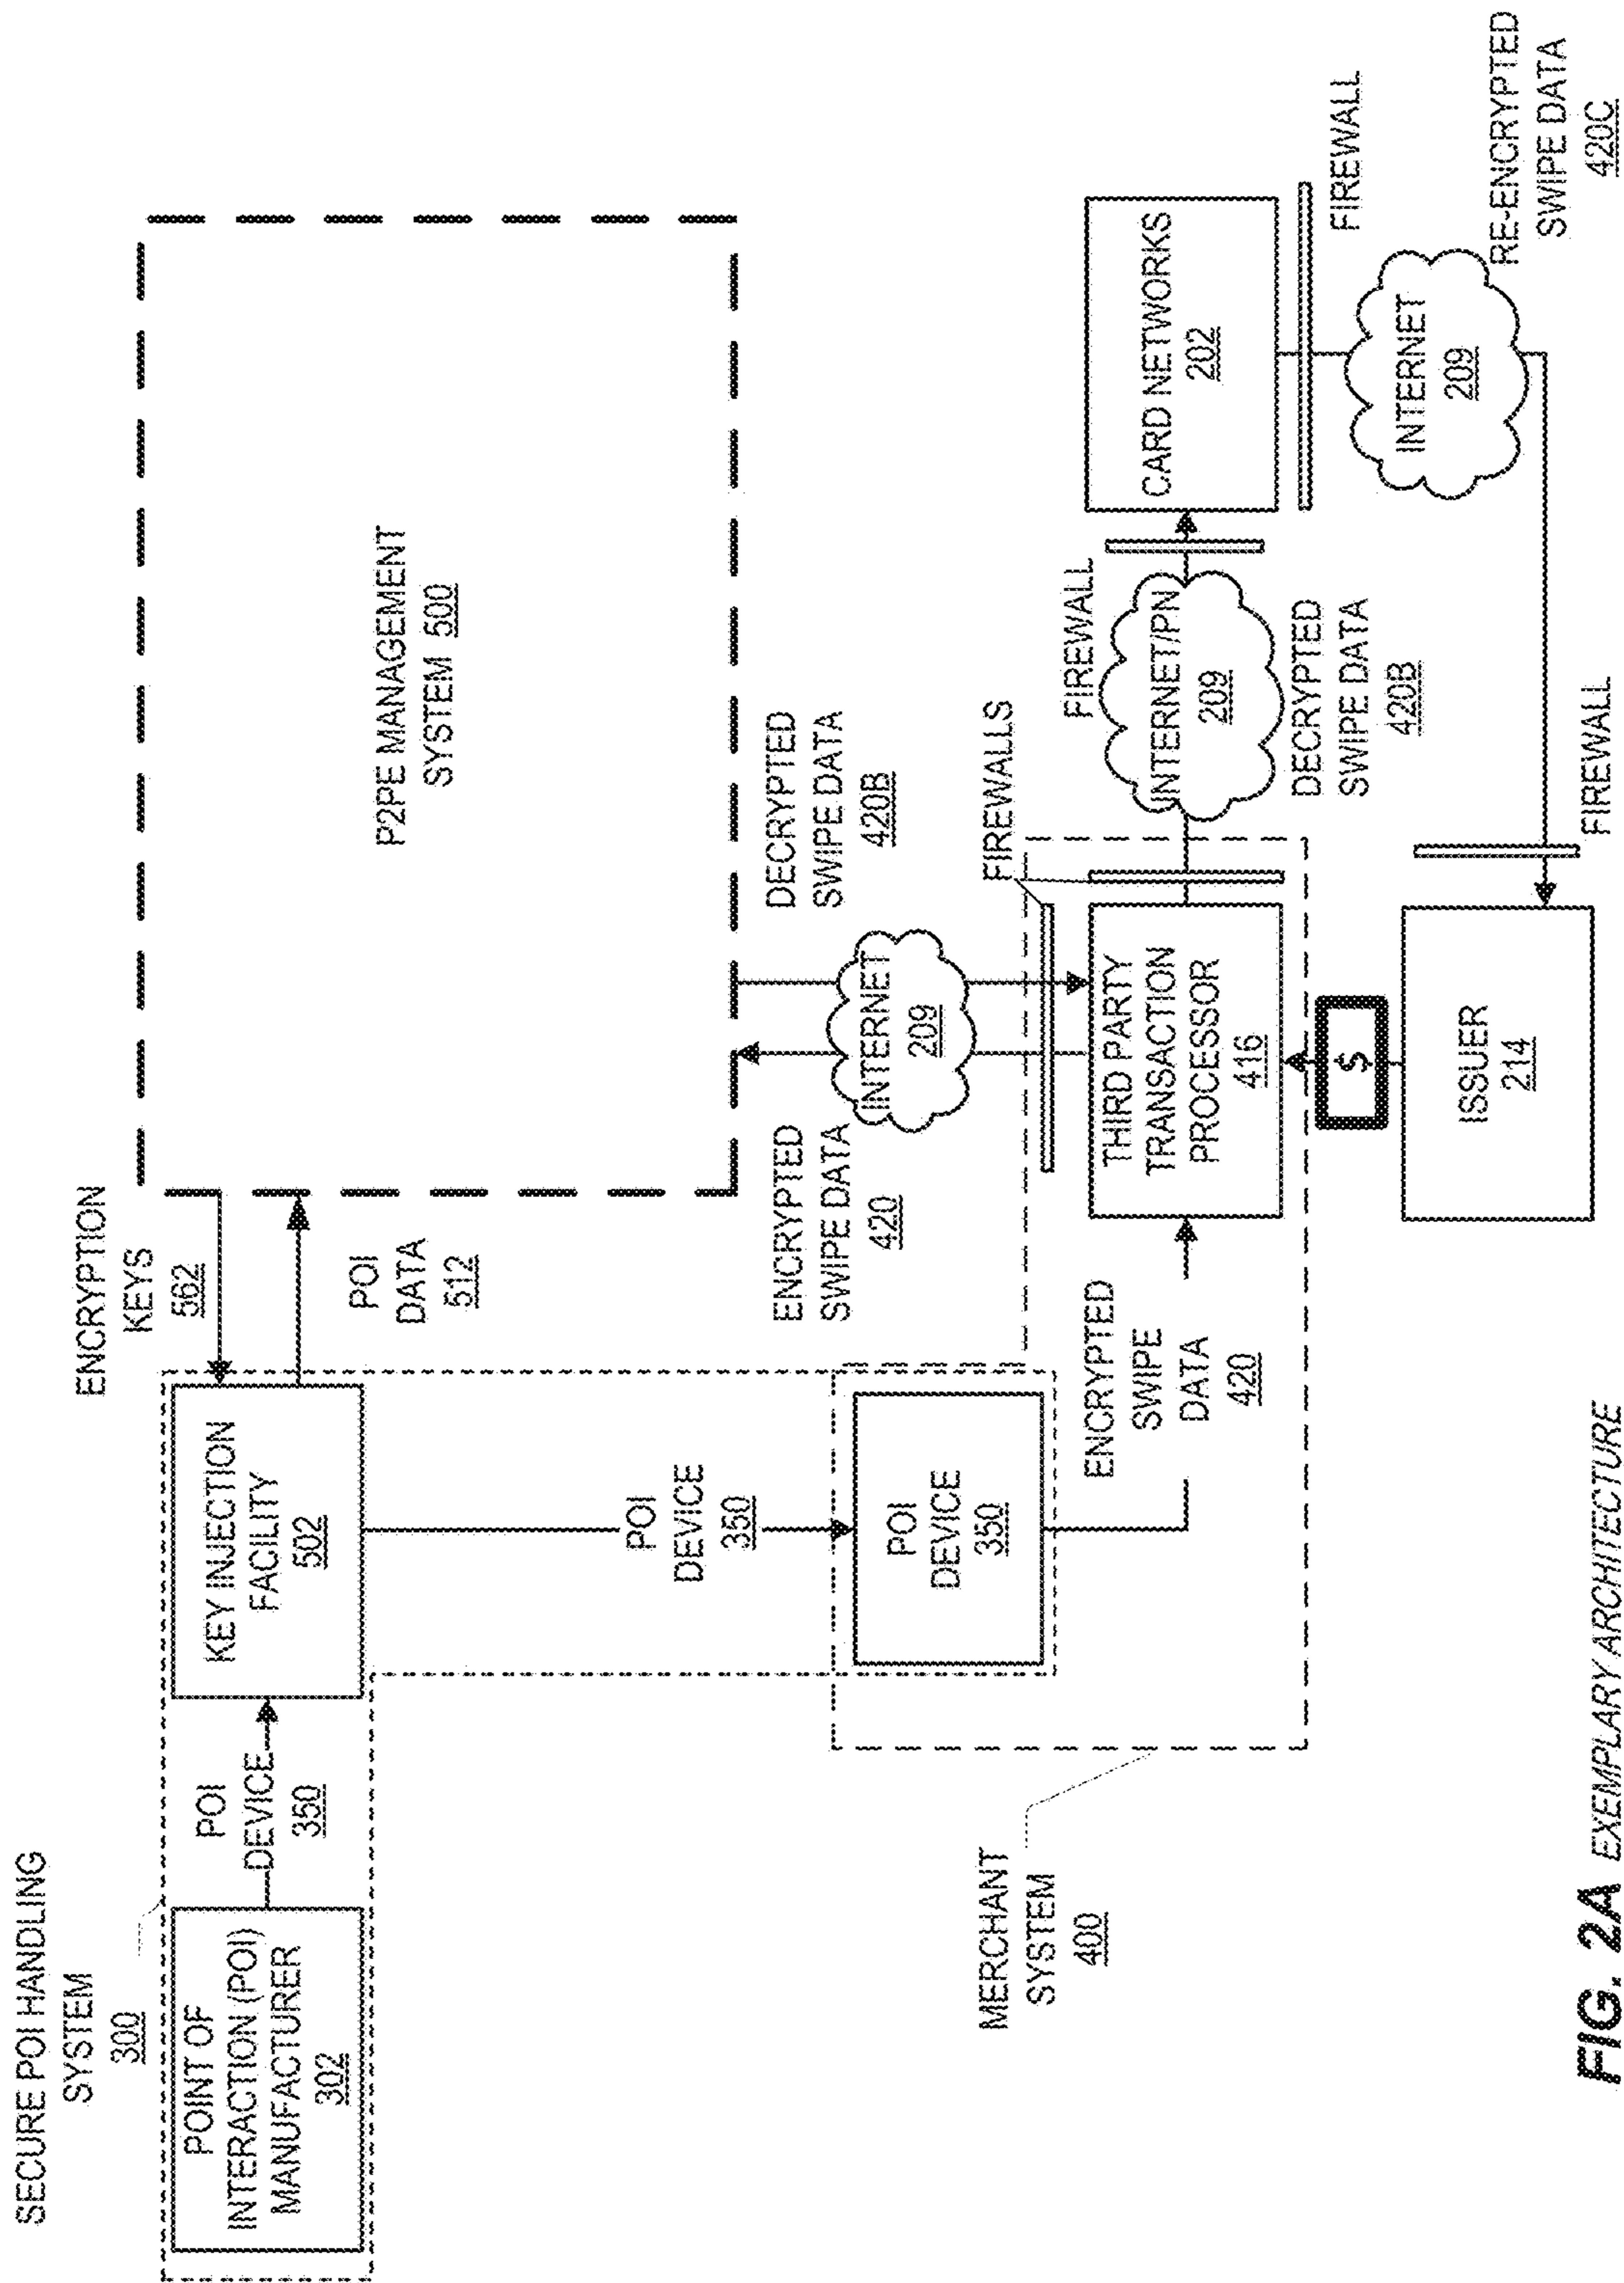 SECURE POI HANDLING
SYSTEM
300
POINT OF
INTERACTION (POI)
MANUFACTURER
302
POI
DEVICE
350
KEY INJECTION
FACILITY
502
ENCRYPTION
KEYS
562
POI
DATA
512
P2PE MANAGEMENT
SYSTEM 500
POI
DEVICE
350
POI
DEVICE
350
MERCHANT
SYSTEM
400
ENCRYPTED
SWIPE DATA
420
INTERNET
209
DECRYPTED
SWIPE DATA
420B
FIREWALLS
ENCRYPTED
SWIPE
DATA
420
THIRD PARTY
TRANSACTION
PROCESSOR
416
FIREWALL
INTERNET/PN
209
DECRYPTED
SWIPE DATA
420B
CARD NETWORKS
202
FIREWALL
INTERNET
209
RE-ENCRYPTED
SWIPE DATA
420C
FIREWALL
$
ISSUER
214
FIG. 2A EXEMPLARY ARCHITECTURE